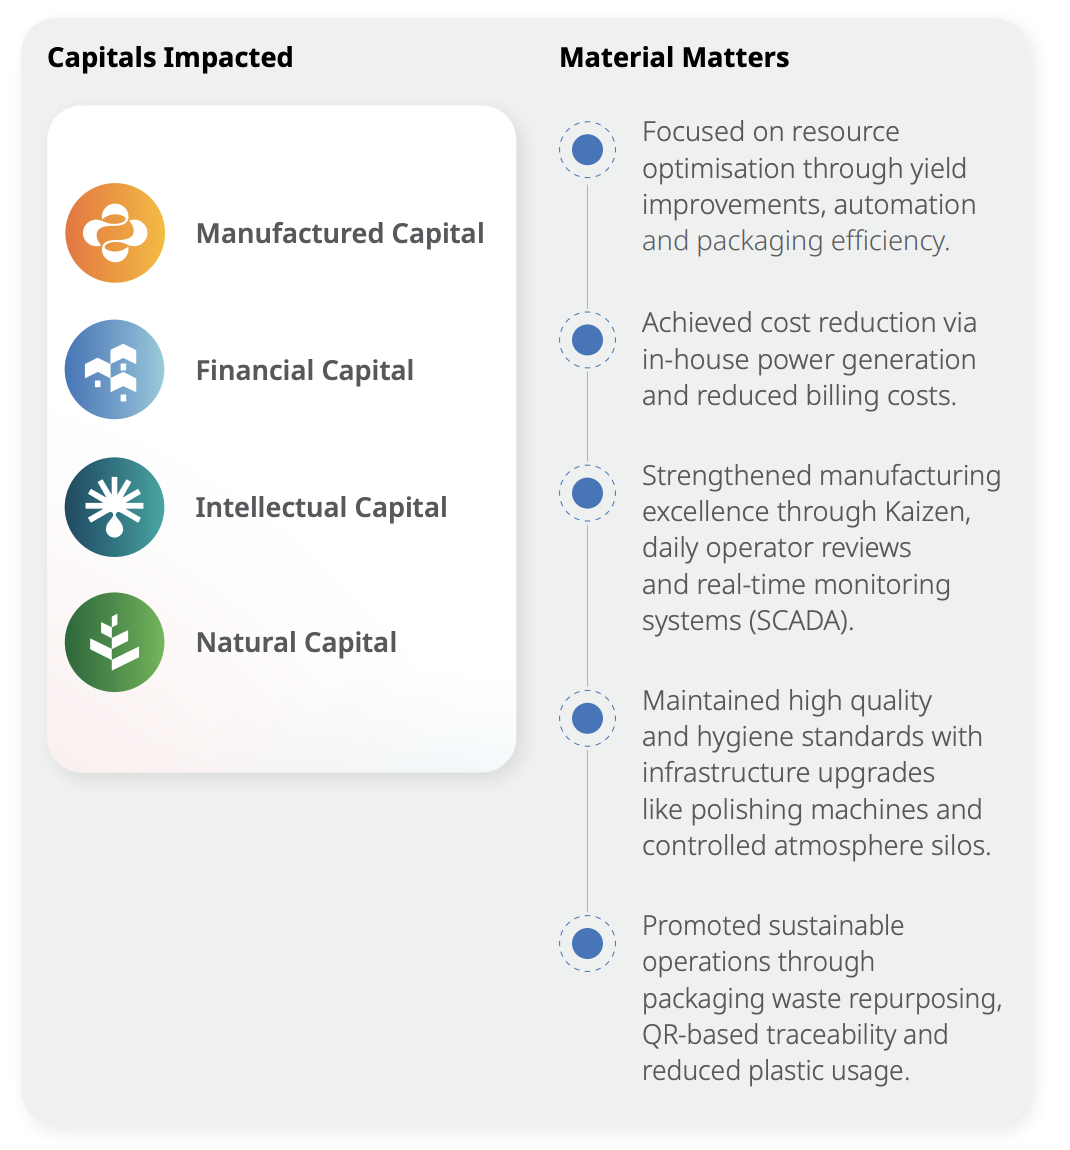 Capitals Impacted
Manufactured Capital
Financial Capital
Intellectual Capital
Natural Capital
Material Matters
Focused on resource
optimisation through yield
improvements, automation
and packaging efficiency.
Achieved cost reduction via
in-house power generation
and reduced billing costs.
Strengthened manufacturing
excellence through Kaizen,
daily operator reviews
and real-time monitoring
systems (SCADA).
Maintained high quality
and hygiene standards with
infrastructure upgrades
like polishing machines and
controlled atmosphere silos.
Promoted sustainable
operations through
packaging waste repurposing,
QR-based traceability and
reduced plastic usage.